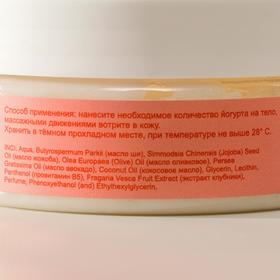 Способ применения: нанесите необходимое количество йогурта на тело,
массажными движениями вотрите в кожу.
Хранить в тёмном прохладном месте, при температуре не выше 28° С.
INCI: Aqua, Butyrospermum Parkii (масло ши), Simmodsia Chinensis (Jojoba) Seed
Oil (масло жожоба), Olea Europaea (Olive) Oil (масло оливковое), Persea
Gratissima Oil (масло авокадо), Coconut Oil (кокосовое масло), Glycerin, Lecithin,
Panthenol (провитамин В5), Fragaria Vesca Fruit Extract (экстракт клубники),
Perfume, Phenoxyethanol (and) Ethylhexylglycerin.